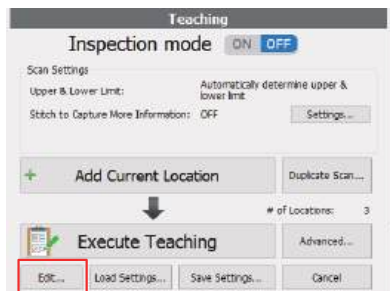 Teaching
Inspection mode ON OFF
Scan Settings
Upper & Lower Limit: Automatically determine upper & lower limit
Stitch to Capture More Information: OFF Settings...
+ Add Current Location Duplicate Scan...
# of Locations: 3
Execute Teaching Advanced...
Edit... Load Settings... Save Settings... Cancel